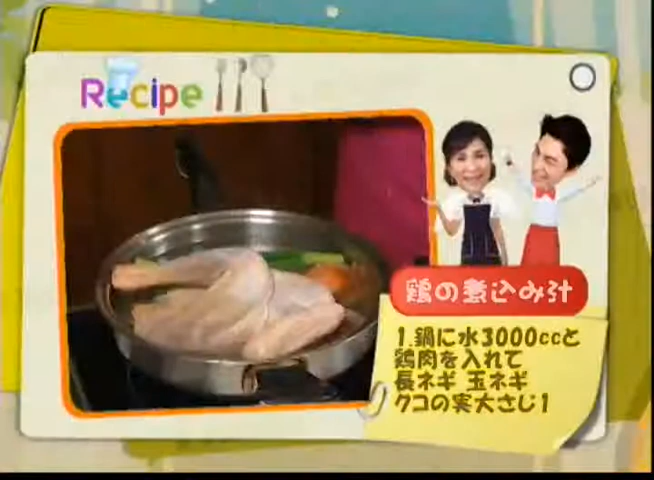 Recipe
鶏の煮込み汁
1.鍋に水3000ccと
鶏肉を入れて
長ネギ 玉ネギ
クコの実大さじ1